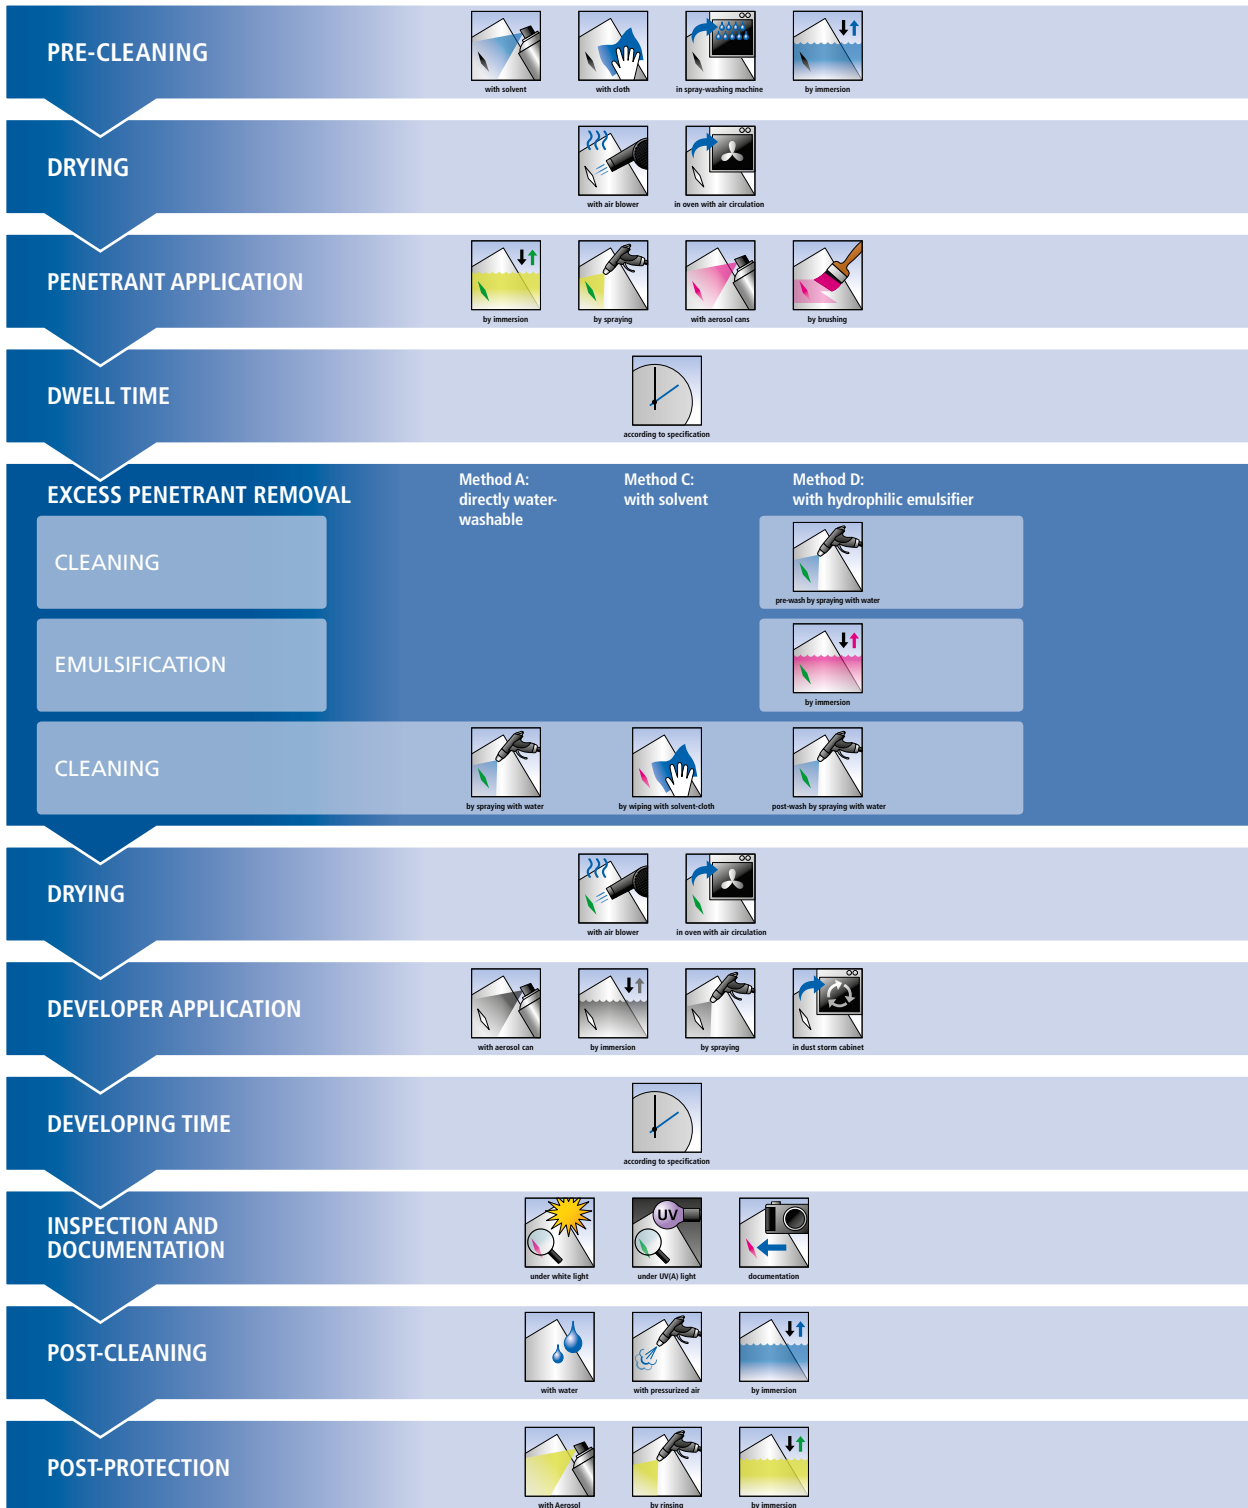 PRE-CLEANING
with solvent
with cloth
in spray-washing machine
by immersion
DRYING
with air blower
in oven with air circulation
PENETRANT APPLICATION
by immersion
by spraying
with aerosol cans
by brushing
DWELL TIME
according to specification
EXCESS PENETRANT REMOVAL
Method A:
directly water-
washable
Method C:
with solvent
Method D:
with hydrophilic emulsifier
CLEANING
pre-wash by spraying with water
EMULSIFICATION
by immersion
CLEANING
by spraying with water
by wiping with solvent-cloth
post-wash by spraying with water
DRYING
with air blower
in oven with air circulation
DEVELOPER APPLICATION
with aerosol can
by immersion
by spraying
in dust storm cabinet
DEVELOPING TIME
according to specification
INSPECTION AND
DOCUMENTATION
under white light
UV
under UV(A) light
documentation
POST-CLEANING
with water
with pressurized air
by immersion
POST-PROTECTION
with Aerosol
by rinsing
by immersion